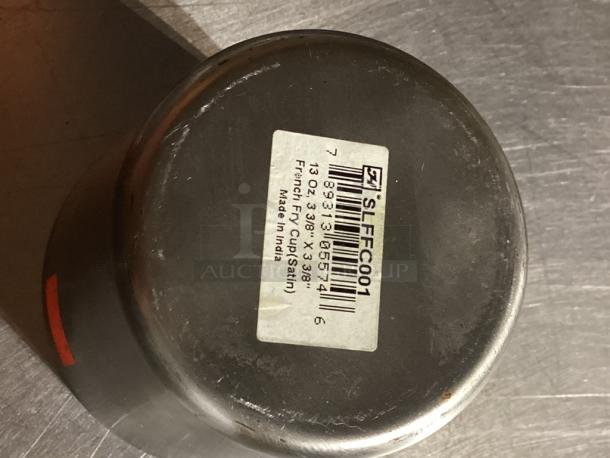 SLFFC001
7 89313 05574 6
13 Oz, 3 3/8" X 3 3/8"
French Fry Cup(Satin)
Made in India